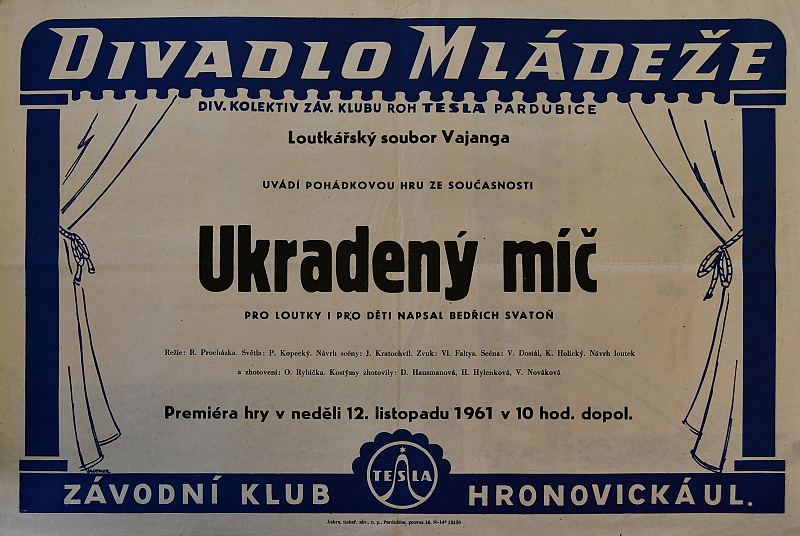 DIVADLO MLÁDEŽE
DIV. KOLEKTIV ZÁV. KLUBU ROH TESLA PARDUBICE
Loutkářský soubor Vajanga
UVÁDÍ POHÁDKOVOU HRU ZE SOUČASNOSTI
Ukradený míč
PRO LOUTKY I PRO DĚTI NAPSAL BEDŘICH SVATOŇ
Režie: R. Procházka. Světla: P. Kopecký. Návrh scény: J. Kratochvíl. Zvuk: Vl. Faltys. Scéna: V. Dostál, K. Holický. Návrh loutek
a zhotovení: O. Rybička. Kostýmy zhotovily: D. Hausmanová, H. Hylenková, V. Nováková
Premiéra hry v neděli 12. listopadu 1961 v 10 hod. dopol.
TESLA
ZÁVODNÍ KLUB HRONOVICKÁ UL.